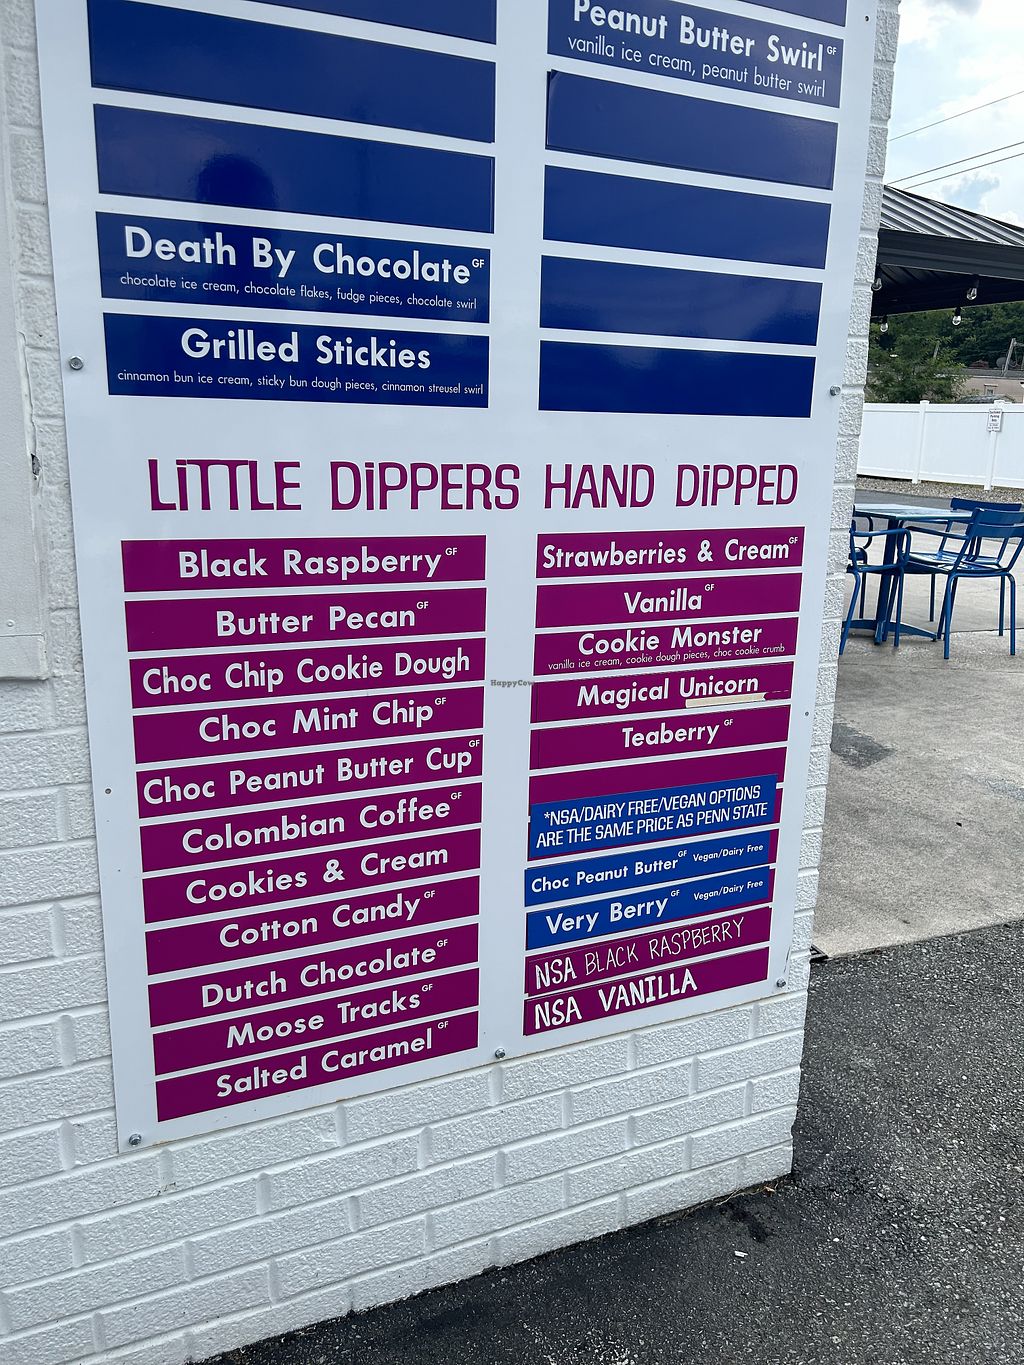 Peanut Butter Swirl GF
vanilla ice cream, peanut butter swirl
Death By Chocolate GF
chocolate ice cream, chocolate flakes, fudge pieces, chocolate swirl
Grilled Stickies
cinnamon bun ice cream, sticky bun dough pieces, cinnamon streusel swirl
LiTTLE DiPPERS HAND DiPPED
Black Raspberry GF
Butter Pecan GF
Choc Chip Cookie Dough
Choc Mint Chip GF
Choc Peanut Butter Cup GF
Colombian Coffee GF
Cookies & Cream
Cotton Candy GF
Dutch Chocolate GF
Moose Tracks GF
Salted Caramel GF
Strawberries & Cream GF
Vanilla GF
Cookie Monster
vanilla ice cream, cookie dough pieces, choc cookie crumb
Magical Unicorn
Teaberry GF
*NSA/DAiRY FREE/VEGAN OPTIONS
ARE THE SAME PRICE AS PENN STATE
Choc Peanut Butter GF Vegan/Dairy Free
Very Berry GF Vegan/Dairy Free
NSA BLACK RASPBERRY
NSA VANILLA
HappyCow